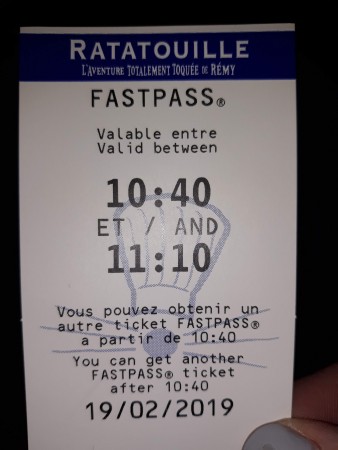 RATATOUILLE
L'AVENTURE TOTALEMENT TOQUÉE DE RÉMY
FASTPASS®
Valable entre
Valid between
10:40
ET / AND
11:10
Vous pouvez obtenir un
autre ticket FASTPASS®
a partir de 10:40
You can get another
FASTPASS® ticket
after 10:40
19/02/2019